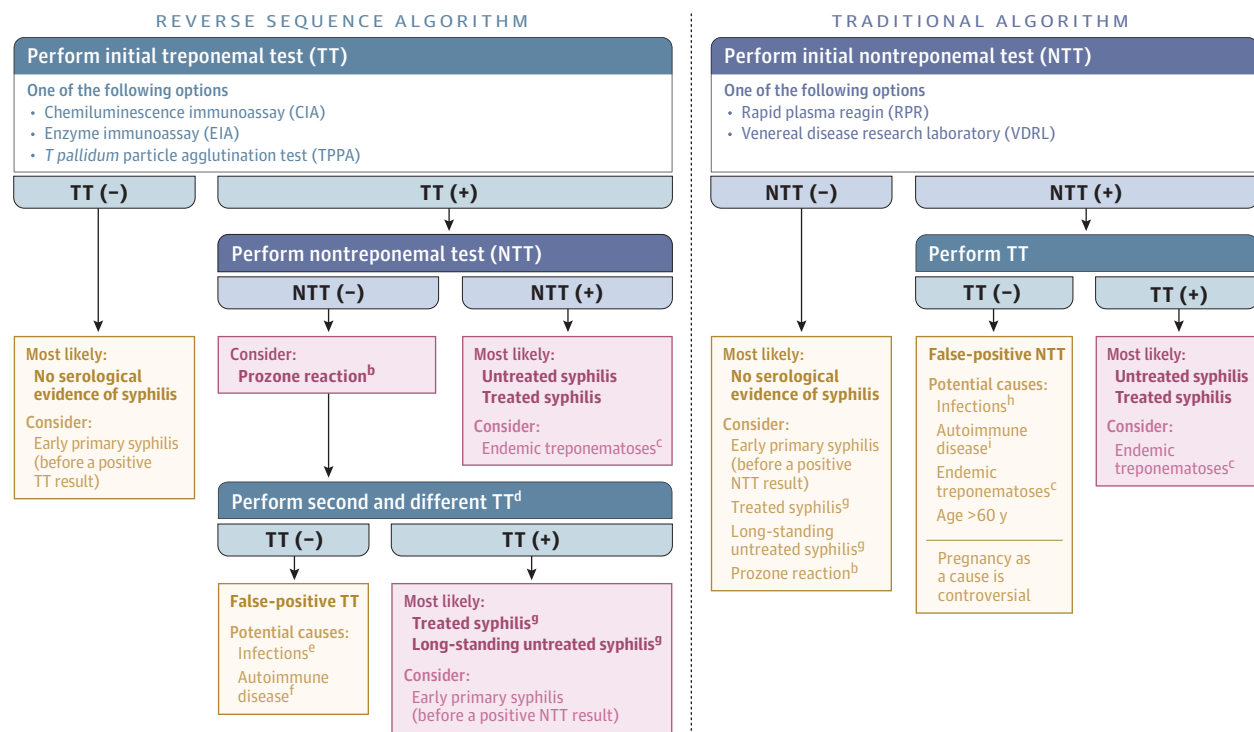 REVERSE SEQUENCE ALGORITHM
Perform initial treponemal test (TT)
One of the following options
• Chemiluminescence immunoassay (CIA)
• Enzyme immunoassay (EIA)
• T pallidum particle agglutination test (TPPA)
TT (−)
TT (+)
Perform nontreponemal test (NTT)
NTT (−)
NTT (+)
Most likely:
No serological
evidence of syphilis
Consider:
Early primary syphilis
(before a positive
TT result)
Consider:
Prozone reactionᵇ
Most likely:
Untreated syphilis
Treated syphilis
Consider:
Endemic treponematosesᶜ
Perform second and different TTᵈ
TT (−)
TT (+)
False-positive TT
Potential causes:
Infectionsᵉ
Autoimmune
diseaseᶠ
Most likely:
Treated syphilisᵍ
Long-standing untreated syphilisᵍ
Consider:
Early primary syphilis
(before a positive NTT result)
TRADITIONAL ALGORITHM
Perform initial nontreponemal test (NTT)
One of the following options
• Rapid plasma reagin (RPR)
• Venereal disease research laboratory (VDRL)
NTT (−)
NTT (+)
Perform TT
TT (−)
TT (+)
Most likely:
No serological
evidence of syphilis
Consider:
Early primary syphilis
(before a positive
NTT result)
Treated syphilisᵍ
Long-standing
untreated syphilisᵍ
Prozone reactionᵇ
False-positive NTT
Potential causes:
Infectionsʰ
Autoimmune
diseaseⁱ
Endemic
treponematosesᶜ
Age >60 y
Pregnancy as
a cause is
controversial
Most likely:
Untreated syphilis
Treated syphilis
Consider:
Endemic
treponematosesᶜ